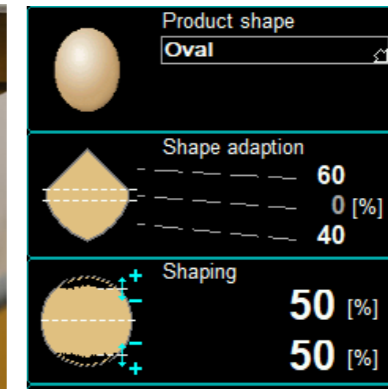 Product shape
Oval
Shape adaption
60
0 [%]
40
Shaping
+
−
50 [%]
−
+
50 [%]